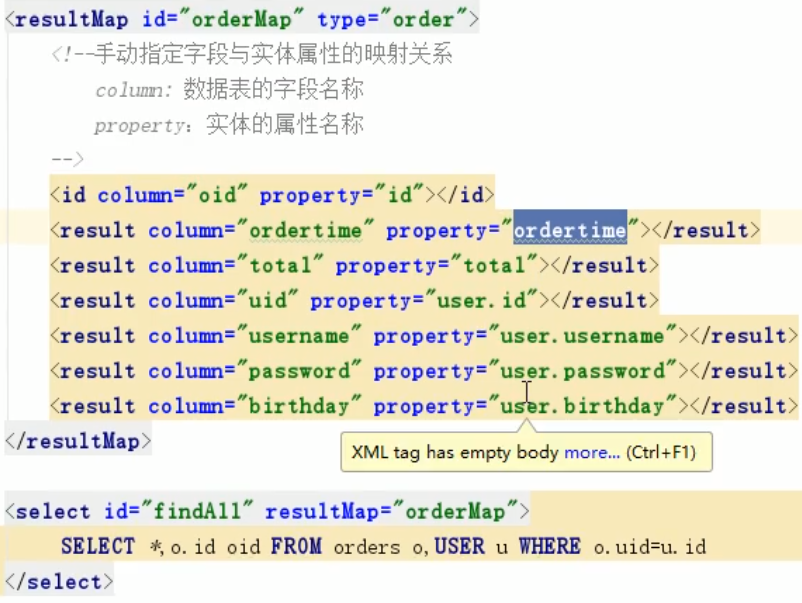 <resultMap id="orderMap" type="order">
<!--手动指定字段与实体属性的映射关系
column: 数据表的字段名称
property：实体的属性名称
-->
<id column="oid" property="id"></id>
<result column="ordertime" property="ordertime"></result>
<result column="total" property="total"></result>
<result column="uid" property="user.id"></result>
<result column="username" property="user.username"></result>
<result column="password" property="user.password"></result>
<result column="birthday" property="user.birthday"></result>
</resultMap>
XML tag has empty body more... (Ctrl+F1)
<select id="findAll" resultMap="orderMap">
SELECT *,o.id oid FROM orders o,USER u WHERE o.uid=u.id
</select>